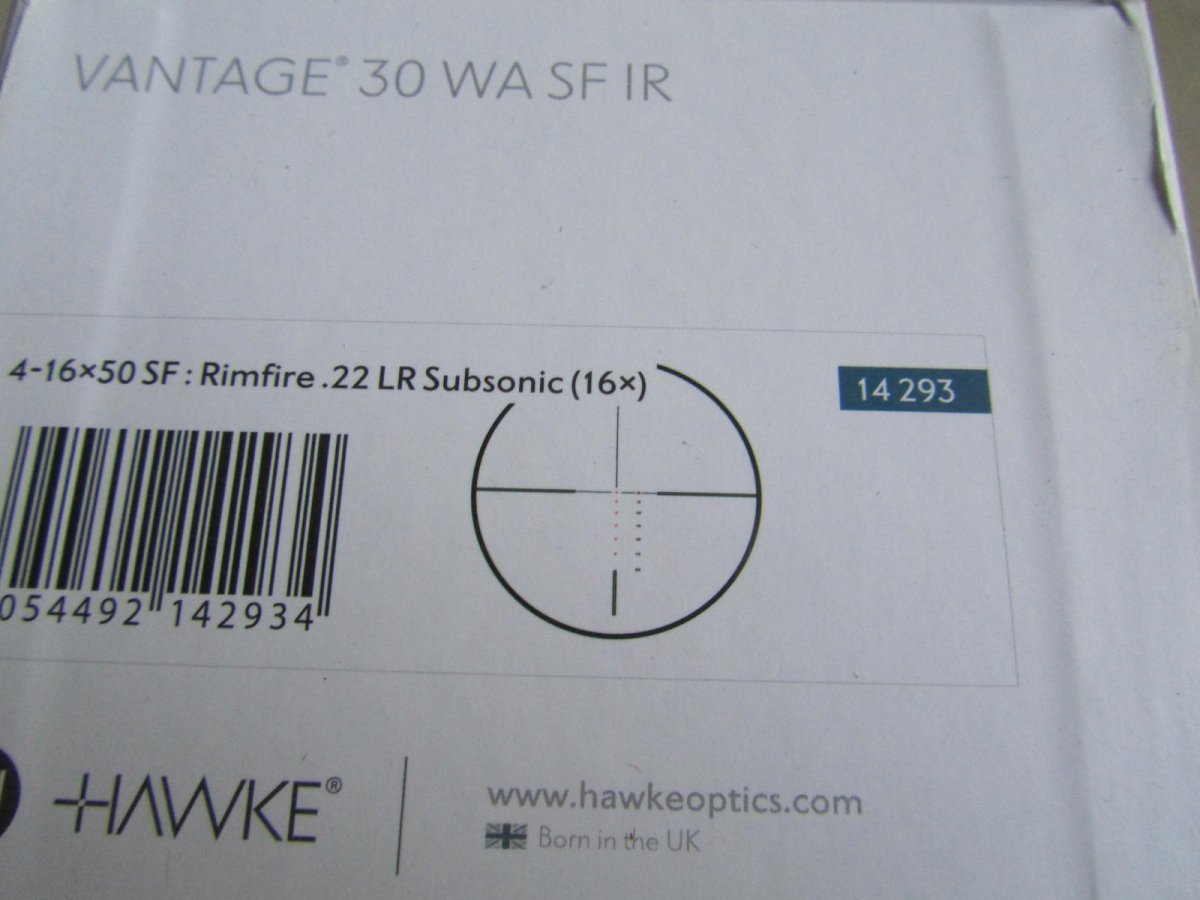 VANTAGE® 30 WA SF IR
4-16×50 SF : Rimfire .22 LR Subsonic (16×)
14 293
054492 142934
HAWKE®
www.hawkeoptics.com
Born in the UK